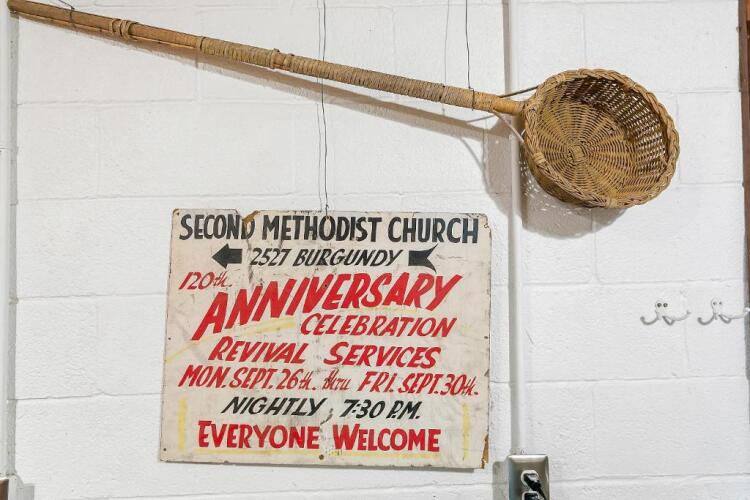 SECOND METHODIST CHURCH
2527 BURGUNDY
120th.
ANNIVERSARY
CELEBRATION
REVIVAL SERVICES
MON. SEPT. 26th. thru FRI. SEPT. 30th.
NIGHTLY 7:30 P.M.
EVERYONE WELCOME